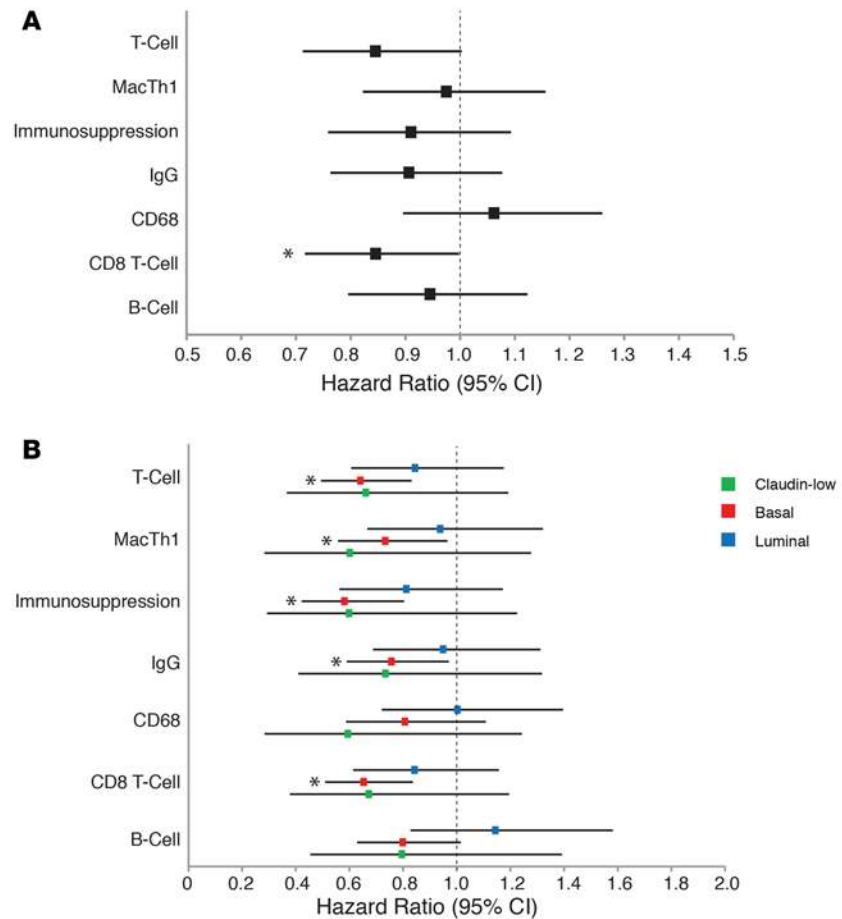 A
T-Cell
MacTh1
Immunosuppression
IgG
CD68
* CD8 T-Cell
B-Cell
0.5 0.6 0.7 0.8 0.9 1.0 1.1 1. 2 1.3 1.4 1.5
Hazard Ratio (95% CI)
B
T-Cell *
MacTh1 *
Immunosuppression *
IgG *
CD68
CD8 T-Cell *
B-Cell
Claudin-low
Basal
Luminal
0 0.2 0.4 0.6 0.8 1.0 1.2 1.4 1.6 1.8 2.0
Hazard Ratio (95% CI)